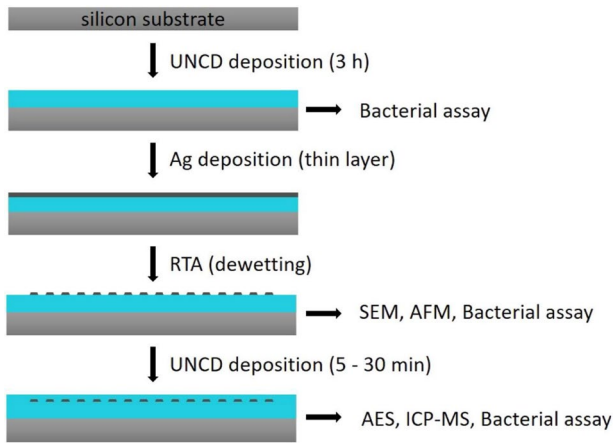 silicon substrate
UNCD deposition (3 h)
Bacterial assay
Ag deposition (thin layer)
RTA (dewetting)
SEM, AFM, Bacterial assay
UNCD deposition (5 - 30 min)
AES, ICP-MS, Bacterial assay